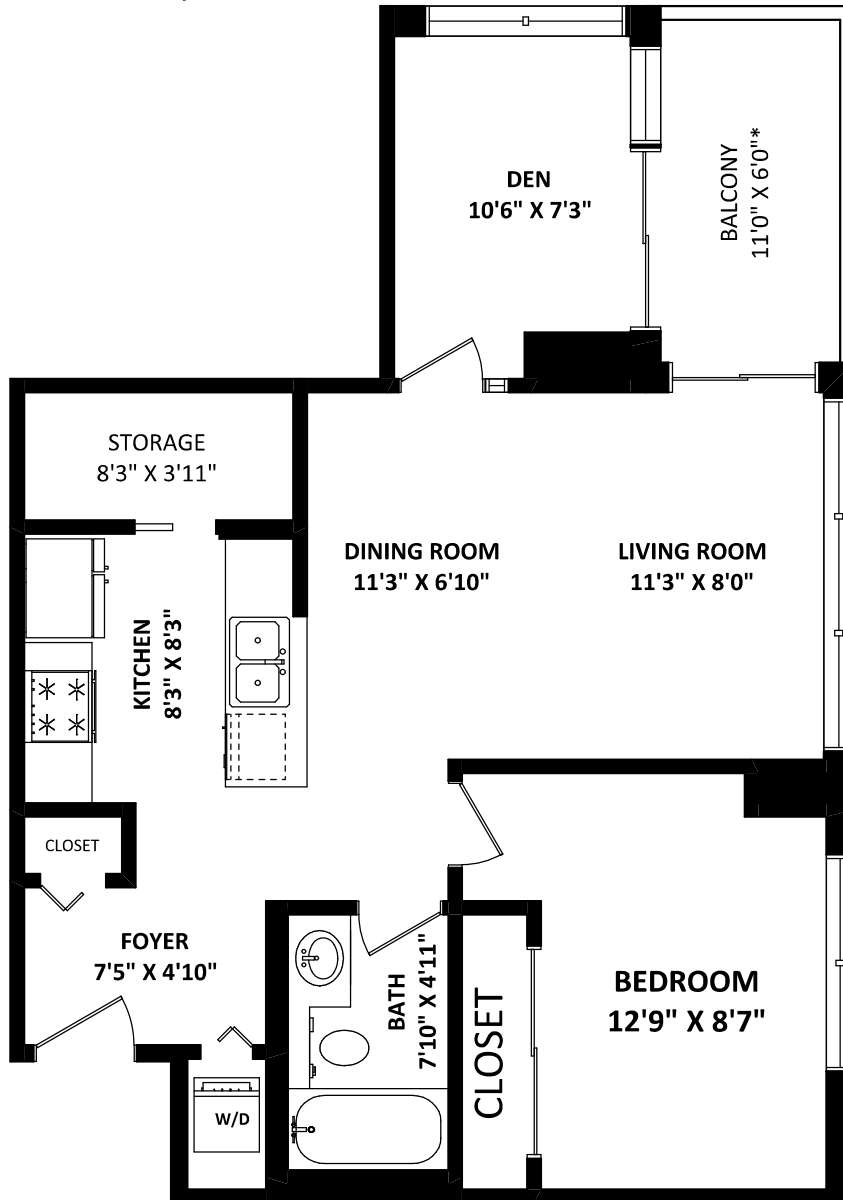 DEN
10'6" X 7'3"
BALCONY
11'0" X 6'0"*
STORAGE
8'3" X 3'11"
DINING ROOM
11'3" X 6'10"
LIVING ROOM
11'3" X 8'0"
KITCHEN
8'3" X 8'3"
CLOSET
FOYER
7'5" X 4'10"
BATH
7'10" X 4'11"
CLOSET
BEDROOM
12'9" X 8'7"
W/D